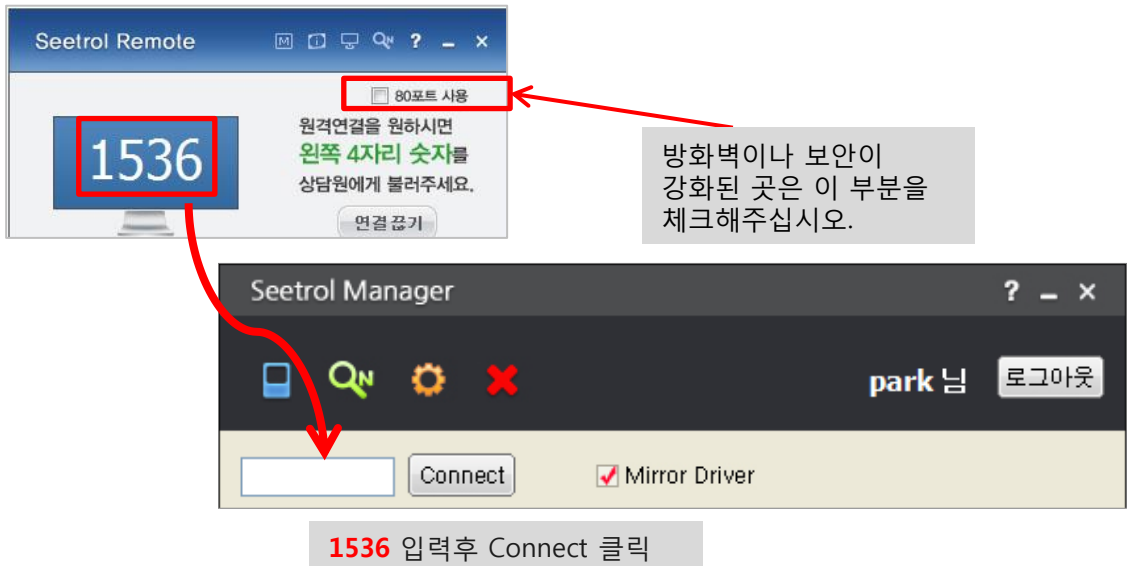 Seetrol Remote
80포트 사용
1536
원격연결을 원하시면
왼쪽 4자리 숫자를
상담원에게 불러주세요.
연결 끊기
방화벽이나 보안이
강화된 곳은 이 부분을
체크해주십시오.
Seetrol Manager
park 님 로그아웃
Connect Mirror Driver
1536 입력후 Connect 클릭